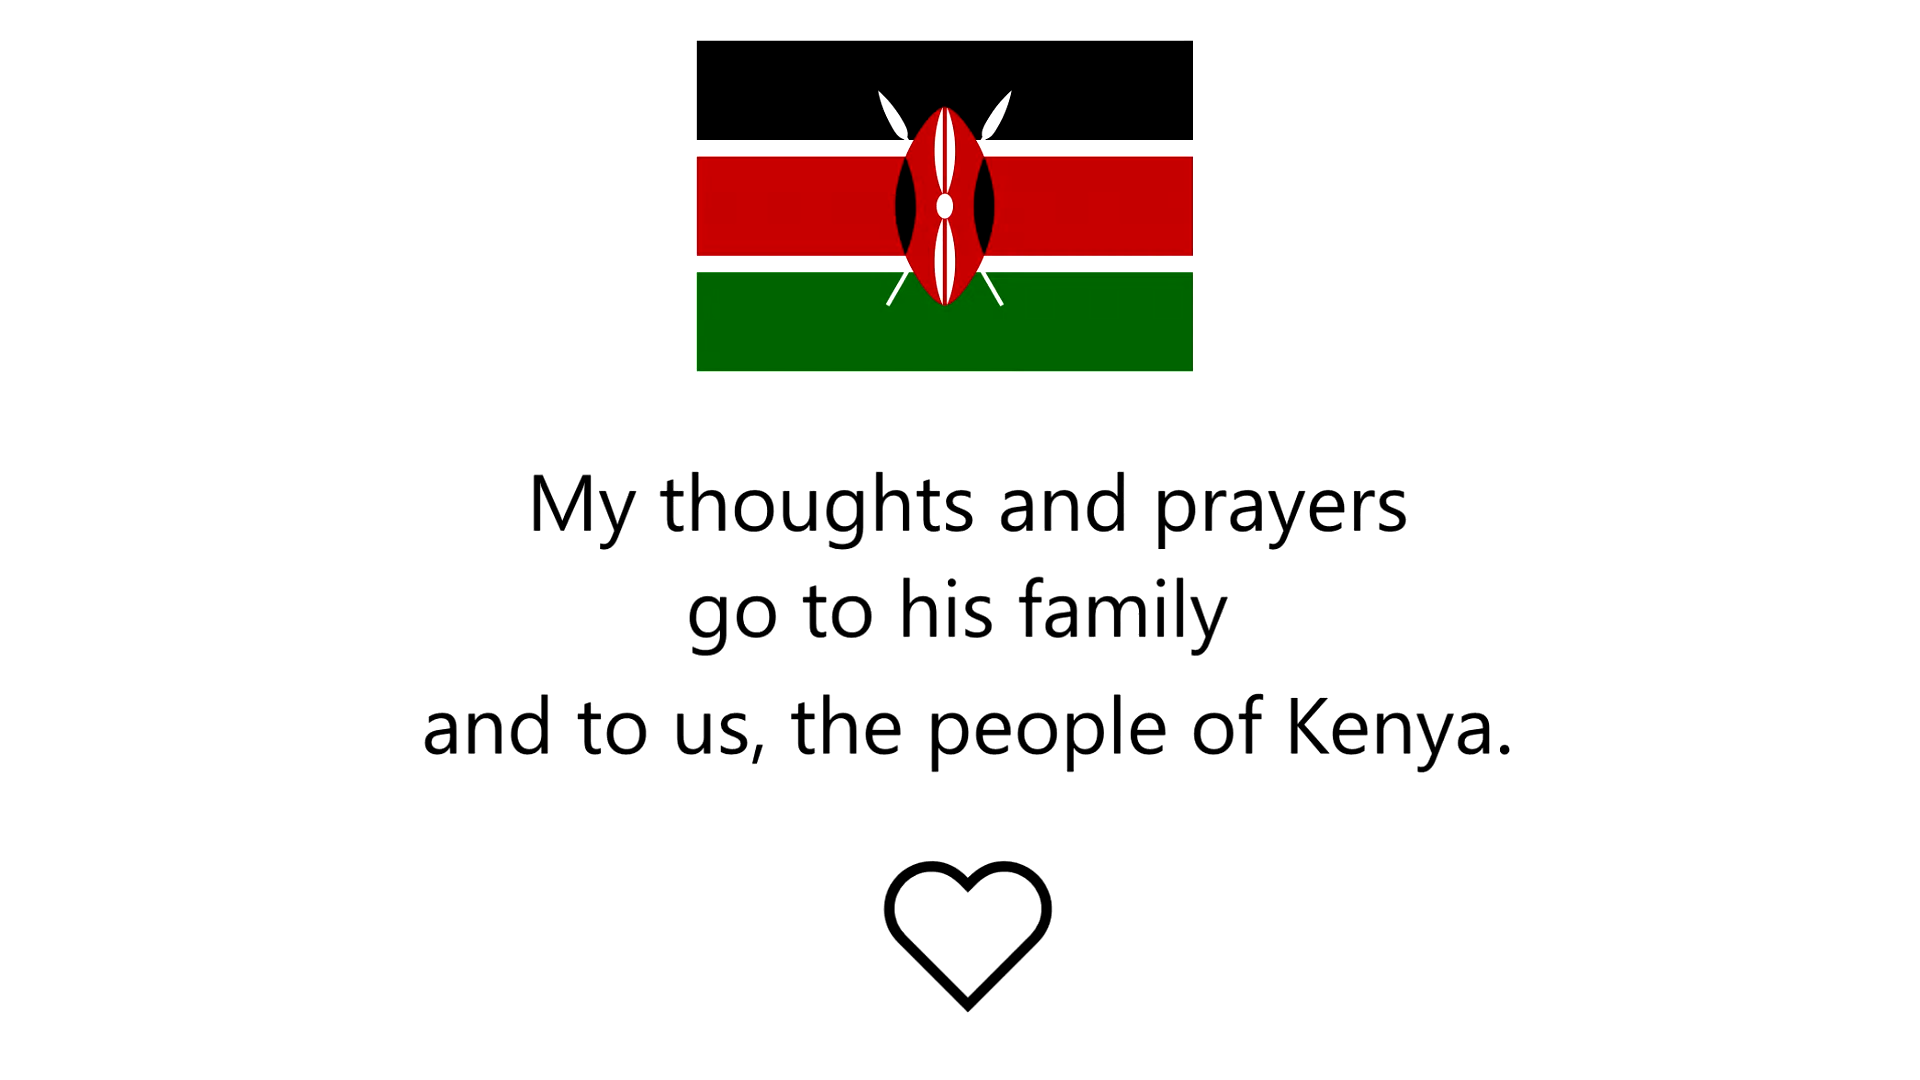 My thoughts and prayers
go to his family
and to us, the people of Kenya.